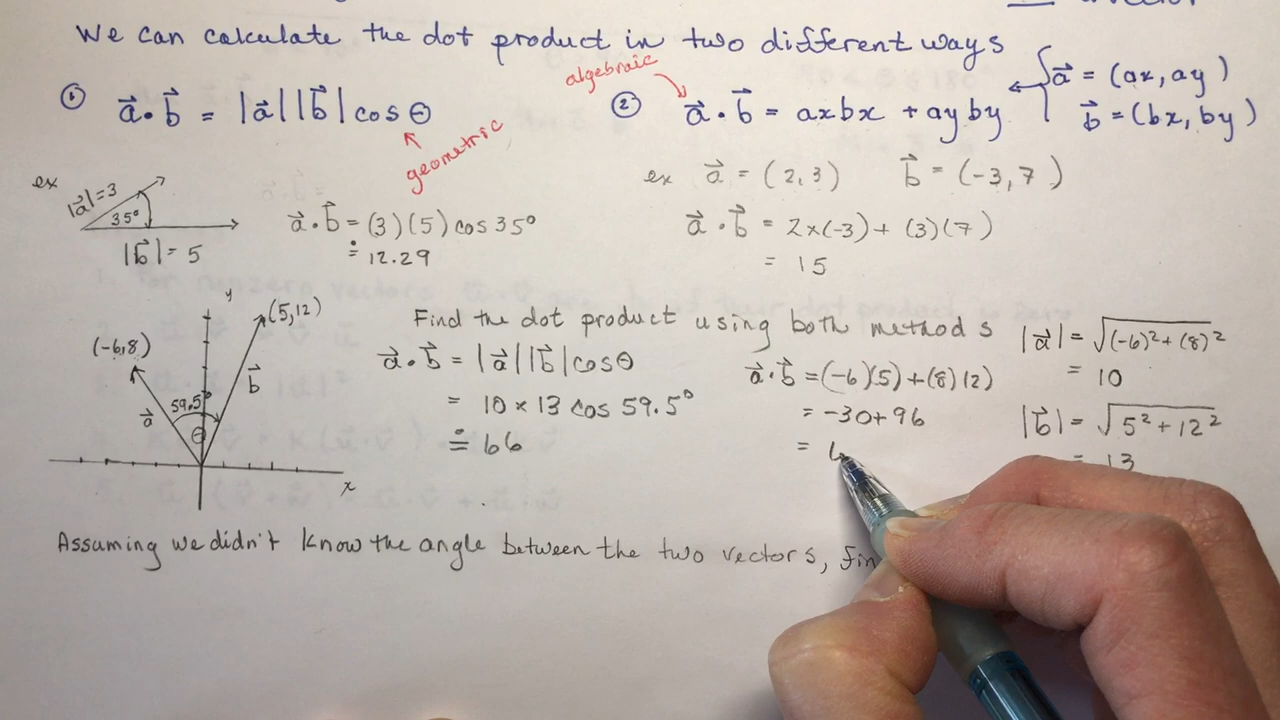 We can calculate the dot product in two different ways
algebraic
① a⃗·b⃗ = |a⃗||b⃗|cos θ
geometric
② a⃗·b⃗ = axbx + ayby
a⃗ = (ax, ay)
b⃗ = (bx, by)
ex
|a⃗|=3
35°
|b⃗| = 5
a⃗·b⃗ = (3)(5) cos 35°
≐ 12.29
ex a⃗ = (2,3) b⃗ = (-3,7)
a⃗·b⃗ = 2×(-3) + (3)(7)
= 15
y
(5,12)
(-6,8)
b⃗
59.5°
a⃗
θ
x
Find the dot product using both methods
a⃗·b⃗ = |a⃗||b⃗|cosθ
= 10 × 13 cos 59.5°
≐ 66
a⃗·b⃗ = (-6)(5) + (8)(12)
= -30+96
= 6
|a⃗| = √(-6)² + (8)²
= 10
|b⃗| = √5² + 12²
= 13
Assuming we didn't know the angle between the two vectors,